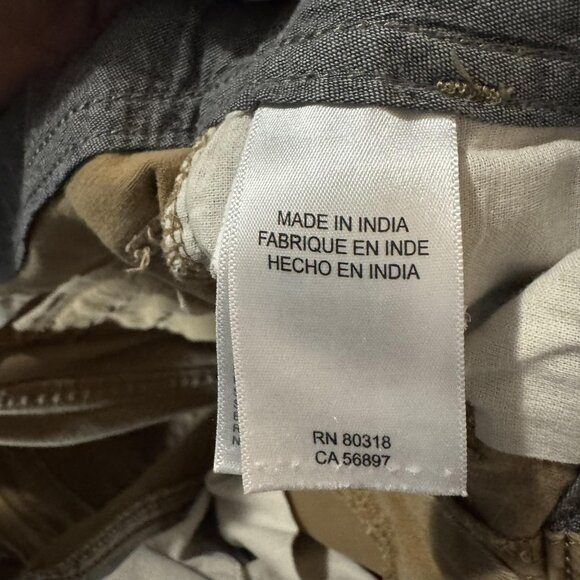 MADE IN INDIA
FABRIQUE EN INDE
HECHO EN INDIA
RN 80318
CA 56897